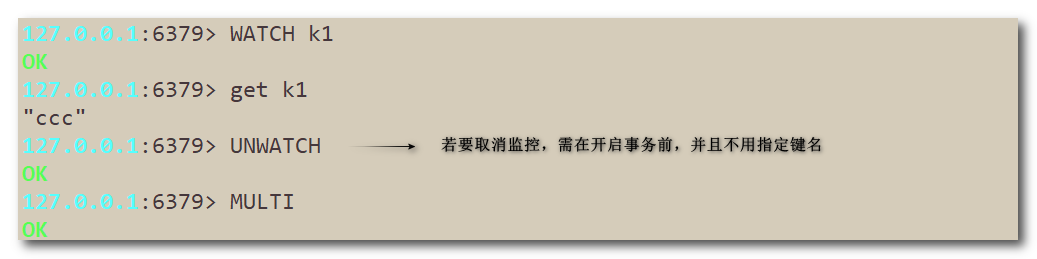 127.0.0.1:6379> WATCH k1
OK
127.0.0.1:6379> get k1
"ccc"
127.0.0.1:6379> UNWATCH 若要取消监控，需在开启事务前，并且不用指定键名
OK
127.0.0.1:6379> MULTI
OK